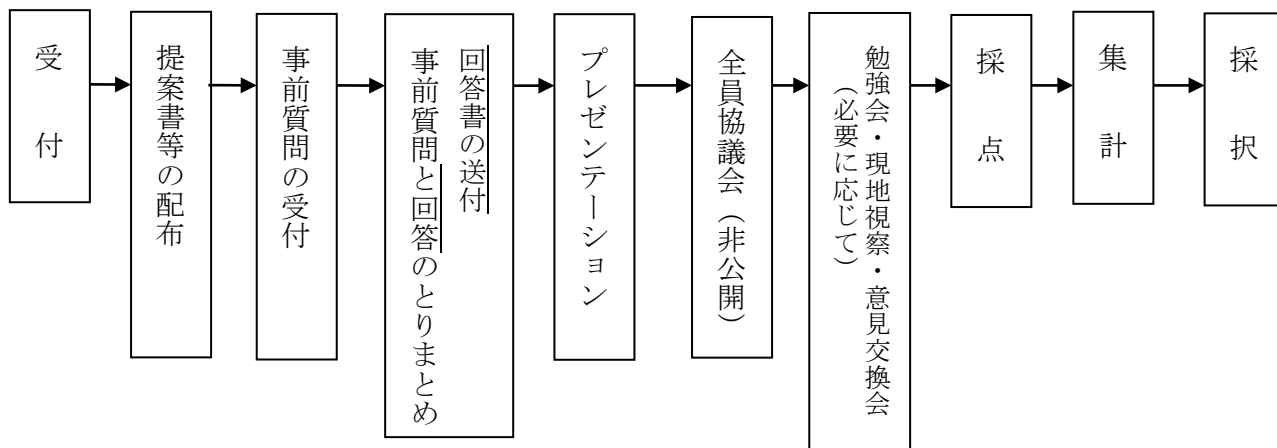 受付
提案書等の配布
事前質問の受付
事前質問と回答のとりまとめ
回答書の送付
プレゼンテーション
全員協議会（非公開）
勉強会・現地視察・意見交換会
（必要に応じて）
採点
集計
採択